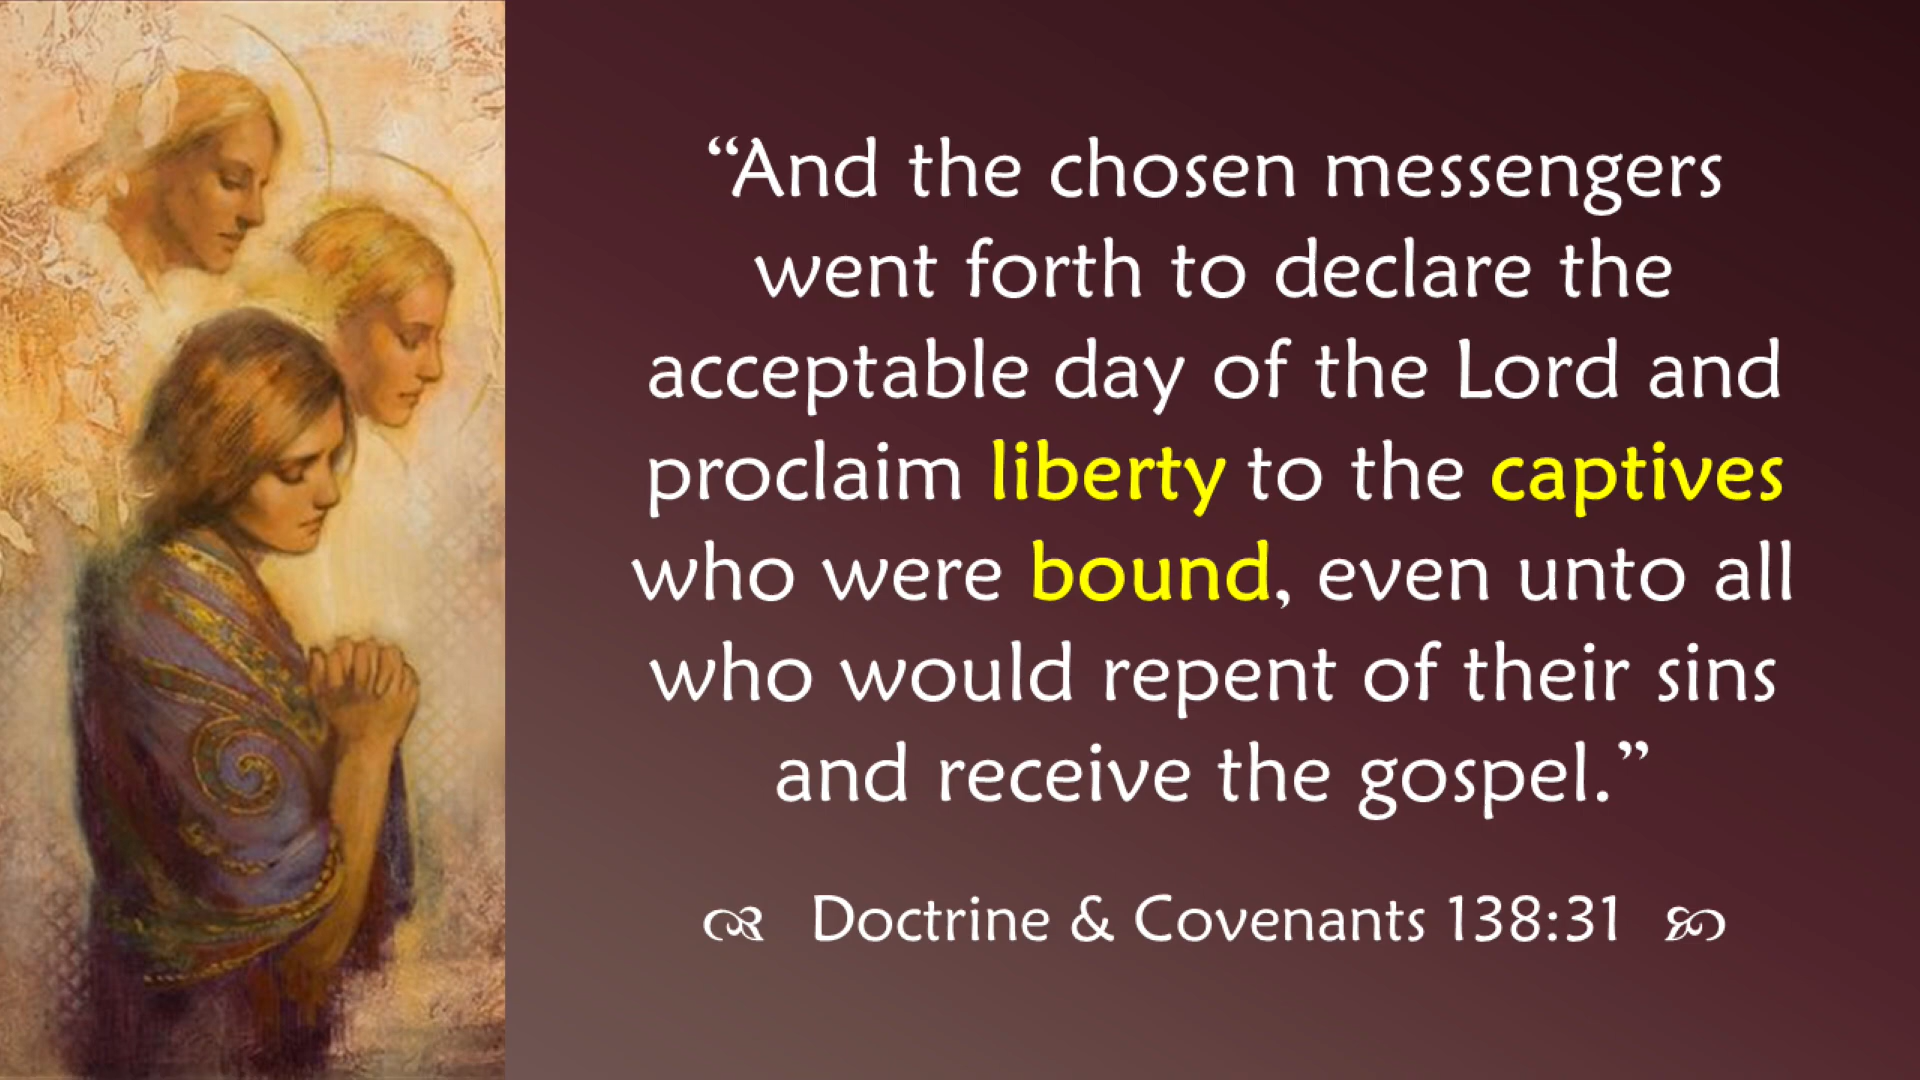 “And the chosen messengers
went forth to declare the
acceptable day of the Lord and
proclaim liberty to the captives
who were bound, even unto all
who would repent of their sins
and receive the gospel.”
Doctrine & Covenants 138:31